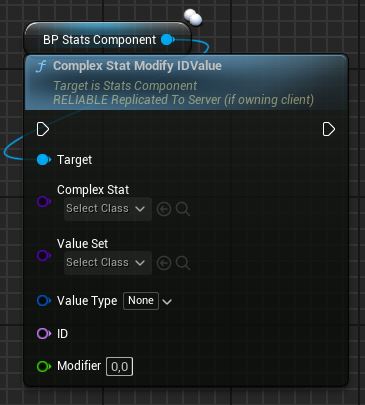 BP Stats Component
f Complex Stat Modify IDValue
Target is Stats Component
RELIABLE Replicated To Server (if owning client)
Target
Complex Stat
Select Class
Value Set
Select Class
Value Type None
ID
Modifier 0,0